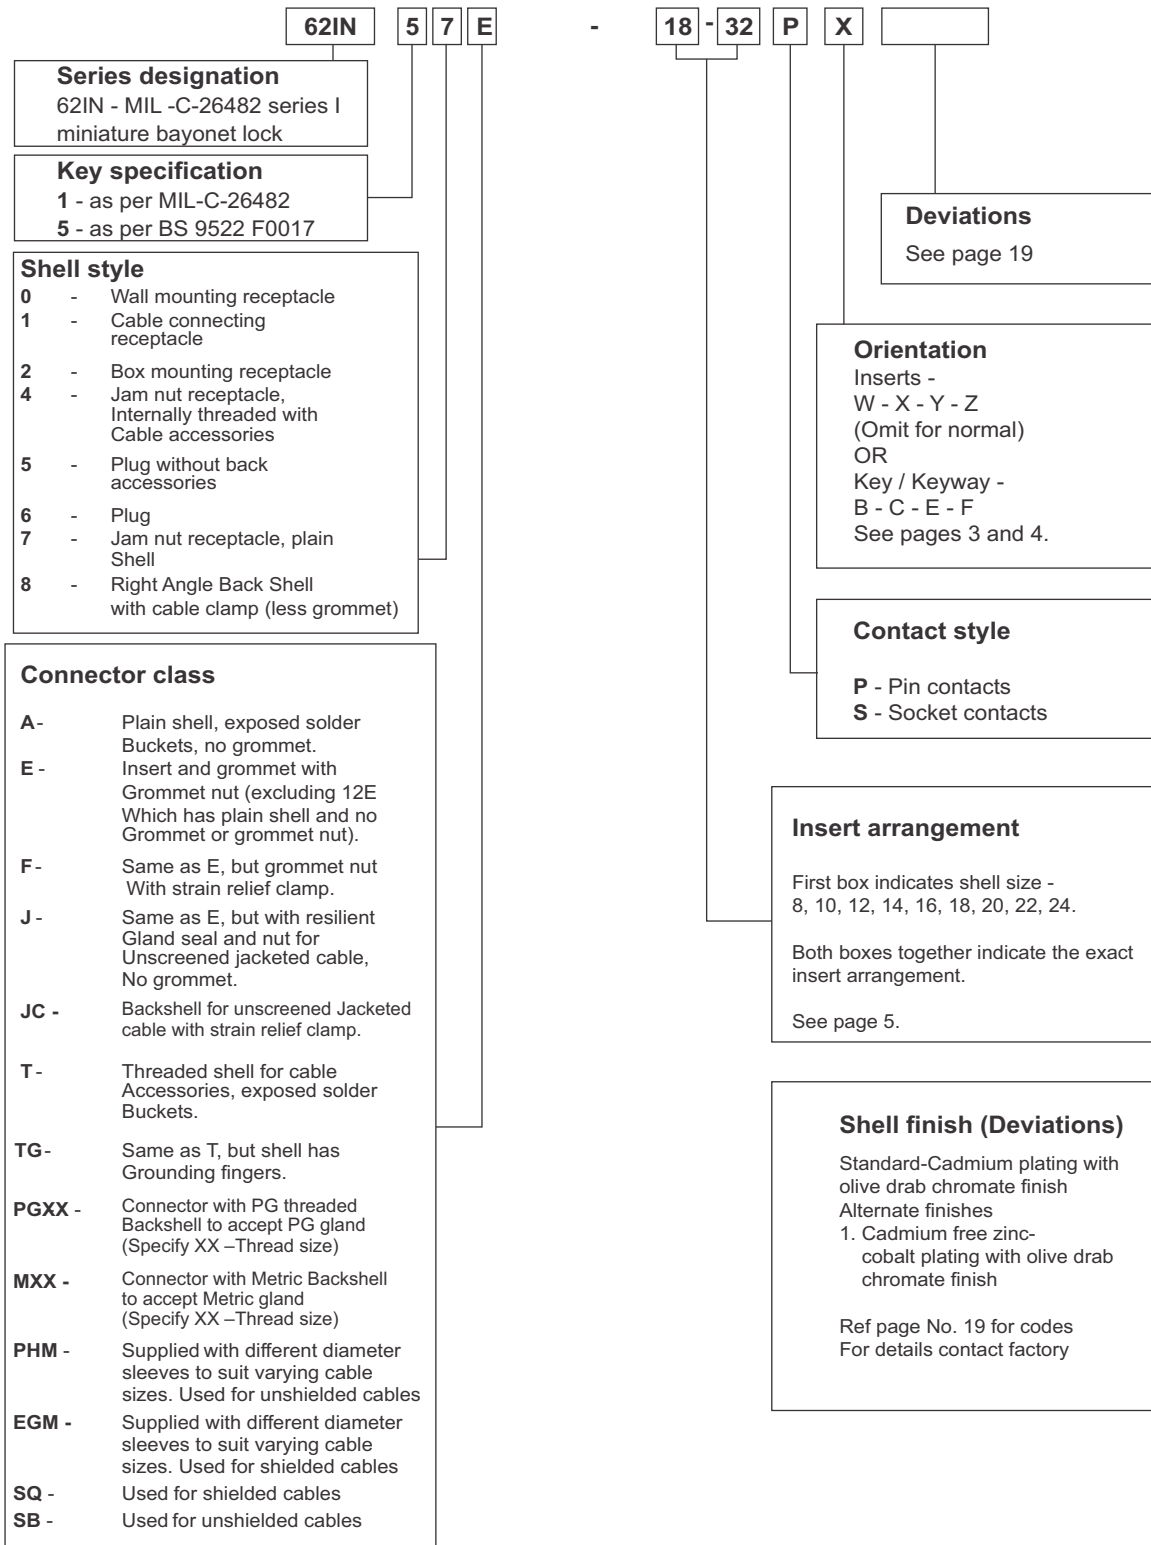 62IN 5 7 E - 18 - 32 P X
Series designation
62IN - MIL -C-26482 series I
miniature bayonet lock
Key specification
1 - as per MIL-C-26482
5 - as per BS 9522 F0017
Shell style
0 - Wall mounting receptacle
1 - Cable connecting
receptacle
2 - Box mounting receptacle
4 - Jam nut receptacle,
Internally threaded with
Cable accessories
5 - Plug without back
accessories
6 - Plug
7 - Jam nut receptacle, plain
Shell
8 - Right Angle Back Shell
with cable clamp (less grommet)
Connector class
A - Plain shell, exposed solder
Buckets, no grommet.
E - Insert and grommet with
Grommet nut (excluding 12E
Which has plain shell and no
Grommet or grommet nut).
F - Same as E, but grommet nut
With strain relief clamp.
J - Same as E, but with resilient
Gland seal and nut for
Unscreened jacketed cable,
No grommet.
JC - Backshell for unscreened Jacketed
cable with strain relief clamp.
T - Threaded shell for cable
Accessories, exposed solder
Buckets.
TG - Same as T, but shell has
Grounding fingers.
PGXX - Connector with PG threaded
Backshell to accept PG gland
(Specify XX –Thread size)
MXX - Connector with Metric Backshell
to accept Metric gland
(Specify XX –Thread size)
PHM - Supplied with different diameter
sleeves to suit varying cable
sizes. Used for unshielded cables
EGM - Supplied with different diameter
sleeves to suit varying cable
sizes. Used for shielded cables
SQ - Used for shielded cables
SB - Used for unshielded cables
Deviations
See page 19
Orientation
Inserts -
W - X - Y - Z
(Omit for normal)
OR
Key / Keyway -
B - C - E - F
See pages 3 and 4.
Contact style
P - Pin contacts
S - Socket contacts
Insert arrangement
First box indicates shell size -
8, 10, 12, 14, 16, 18, 20, 22, 24.
Both boxes together indicate the exact
insert arrangement.
See page 5.
Shell finish (Deviations)
Standard-Cadmium plating with
olive drab chromate finish
Alternate finishes
1. Cadmium free zinc-
cobalt plating with olive drab
chromate finish
Ref page No. 19 for codes
For details contact factory